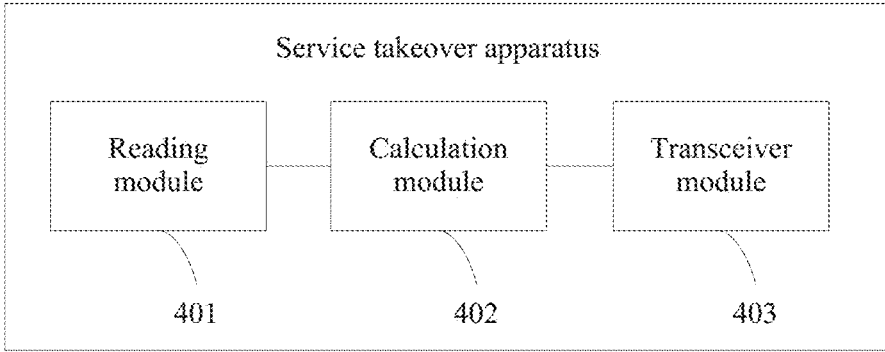 Service takeover apparatus
Reading
module
Calculation
module
Transceiver
module
401
402
403